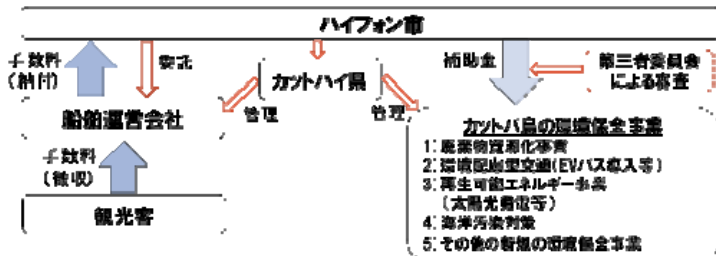 ハイフォン市
手数料
(納付)
委託
補助金
第三者委員会
による審査
カットハイ県
管理
管理
船舶運営会社
手数料
(徴収)
観光客
カットバ島の環境保全事業
1: 廃棄物資源化事業
2: 環境配慮型交通(EVバス導入等)
3: 再生可能エネルギー事業
(太陽光発電等)
4: 海洋汚染対策
5: その他の新規の環境保全事業